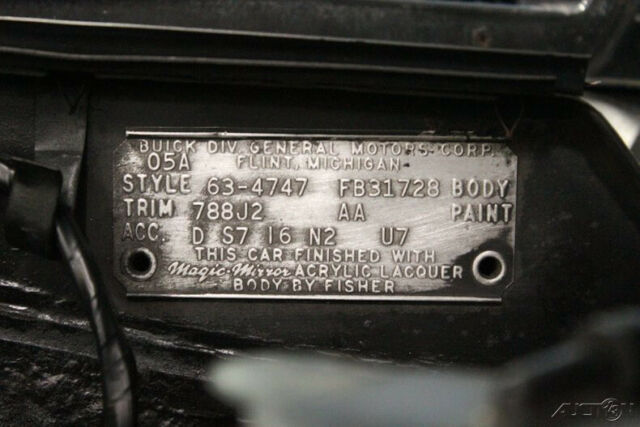 BUICK DIV. GENERAL MOTORS CORP.
05A FLINT, MICHIGAN
STYLE 63-4747 FB31728 BODY
TRIM 788J2 AA PAINT
ACC. D S7 I6 N2 U7
THIS CAR FINISHED WITH
Magic-Mirror ACRYLIC LACQUER
BODY BY FISHER